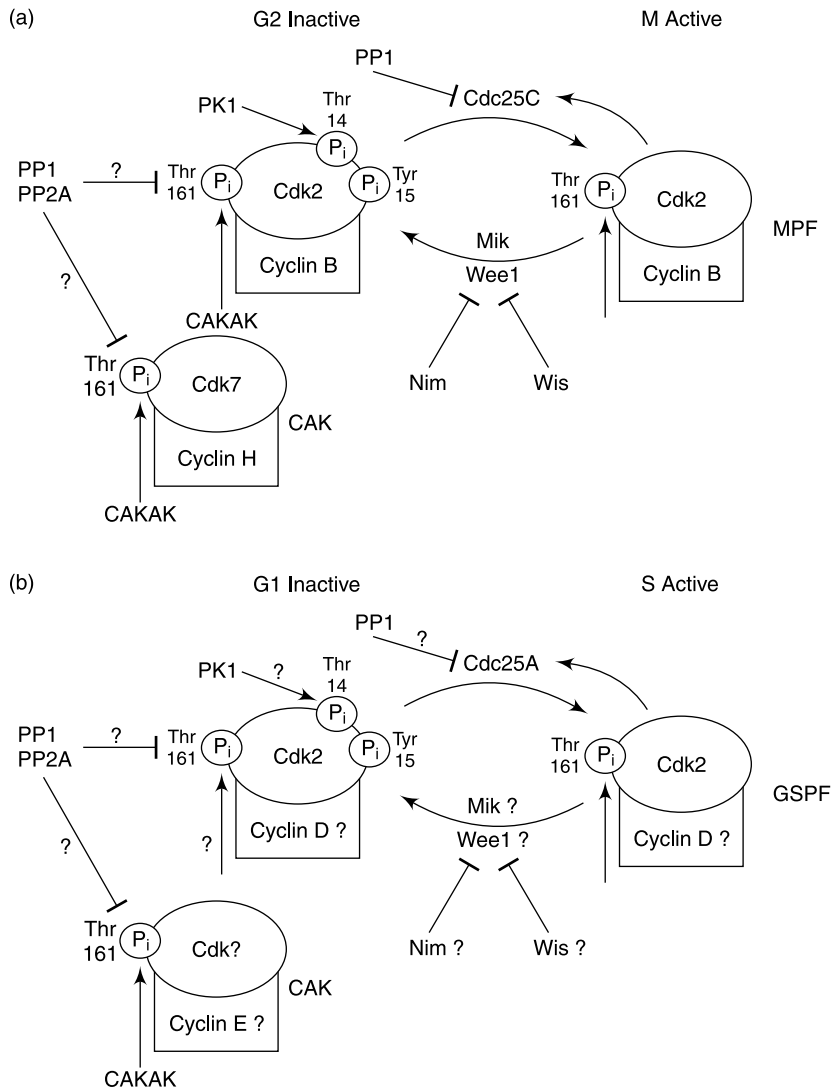 (a)
G2 Inactive
M Active
PP1
Cdc25C
PK1
Thr
14
Pi
PP1
PP2A
?
Thr
161
Pi
Cdk2
Pi
Tyr
15
Cyclin B
Mik
Wee1
Thr
161
Pi
Cdk2
Cyclin B
MPF
?
CAKAK
Thr
161
Pi
Cdk7
CAK
Cyclin H
CAKAK
Nim
Wis
(b)
G1 Inactive
S Active
PP1
?
Cdc25A
PK1
?
Thr
14
Pi
PP1
PP2A
?
Thr
161
Pi
Cdk2
Pi
Tyr
15
Cyclin D ?
Mik ?
Wee1 ?
Thr
161
Pi
Cdk2
Cyclin D ?
GSPF
?
?
Thr
161
Pi
Cdk?
CAK
Cyclin E ?
CAKAK
Nim ?
Wis ?